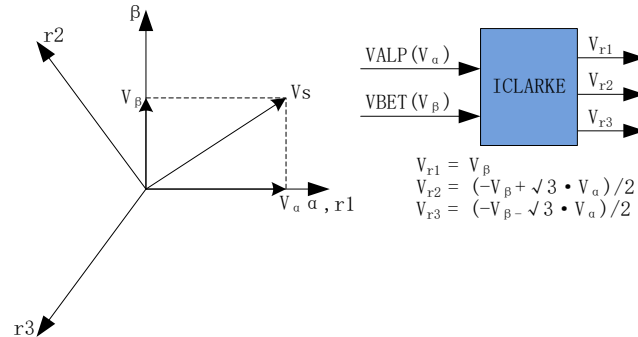 β
r2
Vβ
Vs
Vα α, r1
r3
VALP(Vα)
VBET(Vβ)
ICLARKE
Vr1
Vr2
Vr3
Vr1 = Vβ
Vr2 = (-Vβ+ √3 • Vα)/2
Vr3 = (-Vβ- √3 • Vα)/2